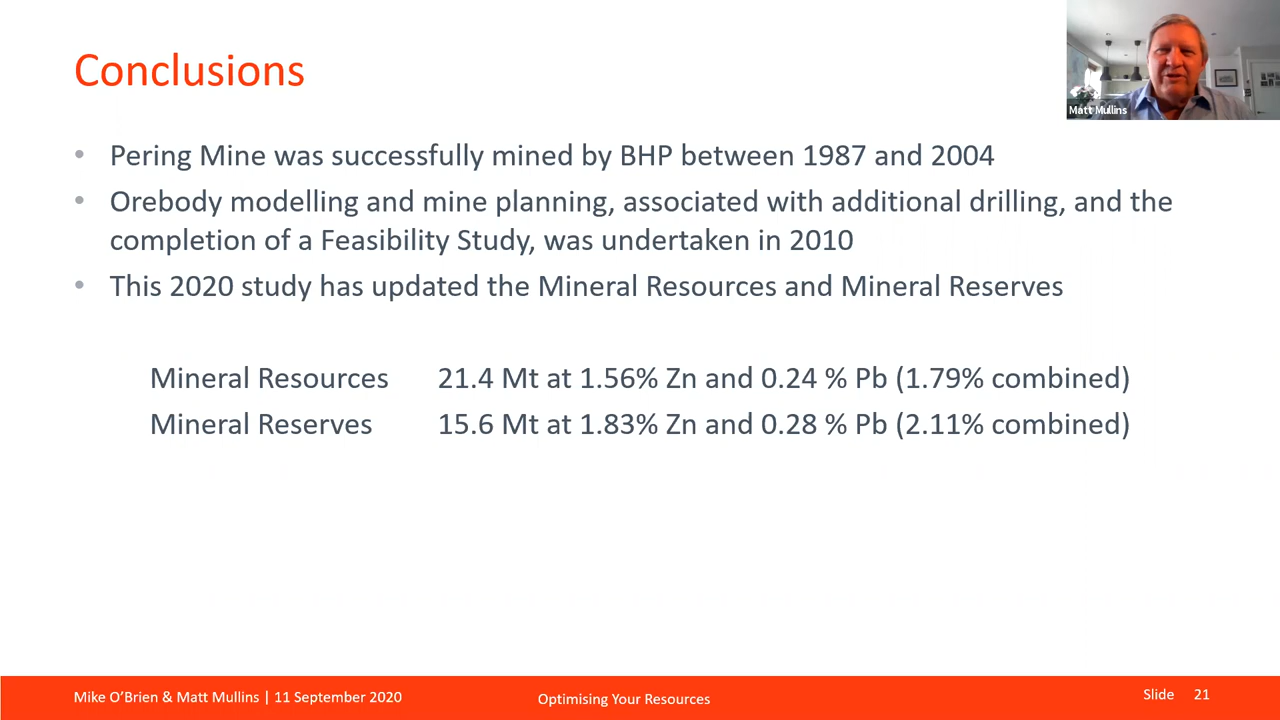 Conclusions
Matt Mullins
• Pering Mine was successfully mined by BHP between 1987 and 2004
• Orebody modelling and mine planning, associated with additional drilling, and the
completion of a Feasibility Study, was undertaken in 2010
• This 2020 study has updated the Mineral Resources and Mineral Reserves
Mineral Resources 21.4 Mt at 1.56% Zn and 0.24 % Pb (1.79% combined)
Mineral Reserves 15.6 Mt at 1.83% Zn and 0.28 % Pb (2.11% combined)
Mike O’Brien & Matt Mullins | 11 September 2020 Optimising Your Resources Slide 21